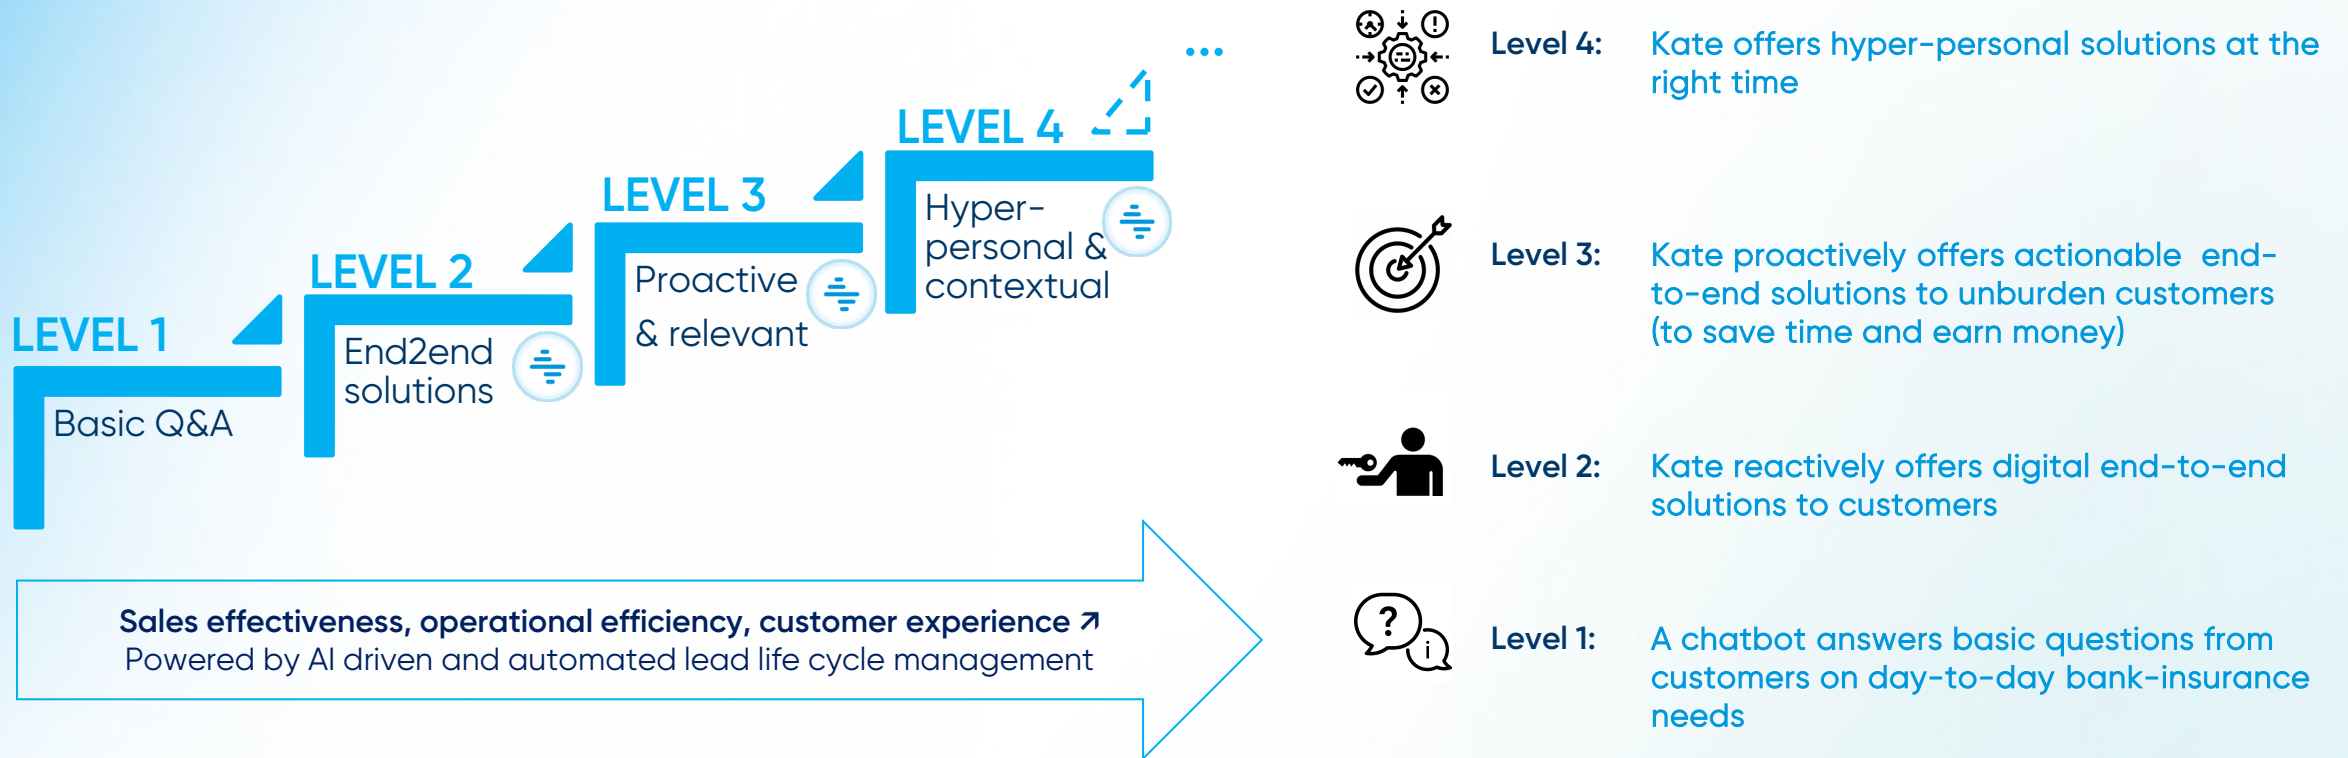 ...
LEVEL 4
Hyper-
personal &
contextual
LEVEL 3
Proactive
& relevant
LEVEL 2
End2end
solutions
LEVEL 1
Basic Q&A
Sales effectiveness, operational efficiency, customer experience ↗
Powered by AI driven and automated lead life cycle management
Level 4: Kate offers hyper-personal solutions at the
right time
Level 3: Kate proactively offers actionable  end-
to-end solutions to unburden customers
(to save time and earn money)
Level 2: Kate reactively offers digital end-to-end
solutions to customers
?
i
Level 1: A chatbot answers basic questions from
customers on day-to-day bank-insurance
needs